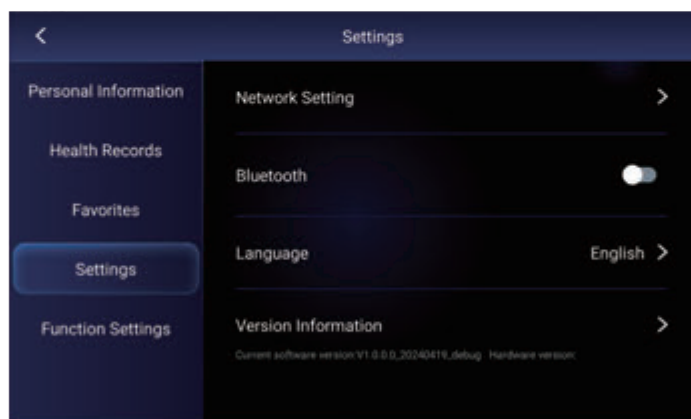 Settings
Personal Information
Health Records
Favorites
Settings
Function Settings
Network Setting
Bluetooth
Language English
Version Information
Current software version:V1.0.0.0_20240419_debug Hardware version: